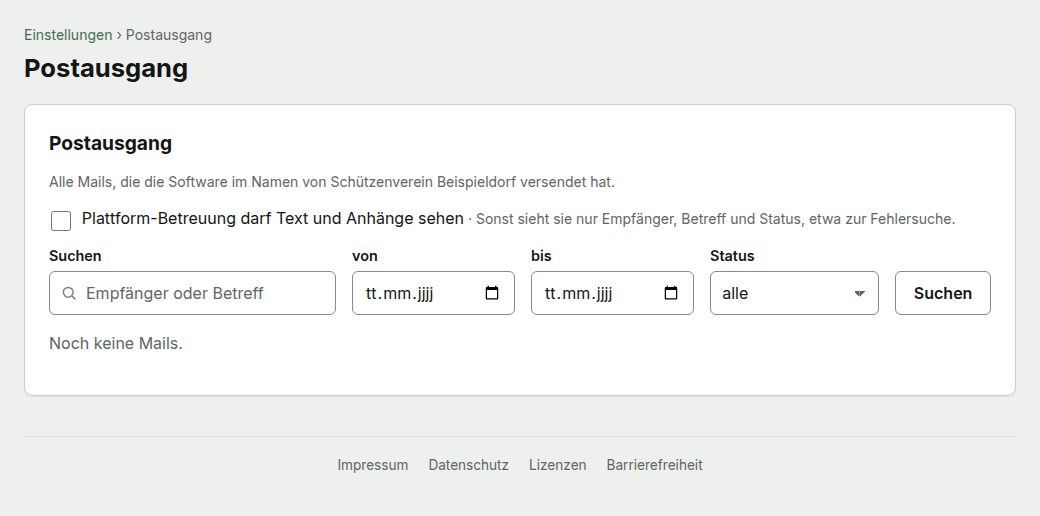 Einstellungen › Postausgang
Postausgang
Postausgang
Alle Mails, die die Software im Namen von Schützenverein Beispieldorf versendet hat.
Plattform-Betreuung darf Text und Anhänge sehen · Sonst sieht sie nur Empfänger, Betreff und Status, etwa zur Fehlersuche.
Suchen von bis Status
Empfänger oder Betreff tt.mm.jjjj tt.mm.jjjj alle Suchen
Noch keine Mails.
Impressum Datenschutz Lizenzen Barrierefreiheit